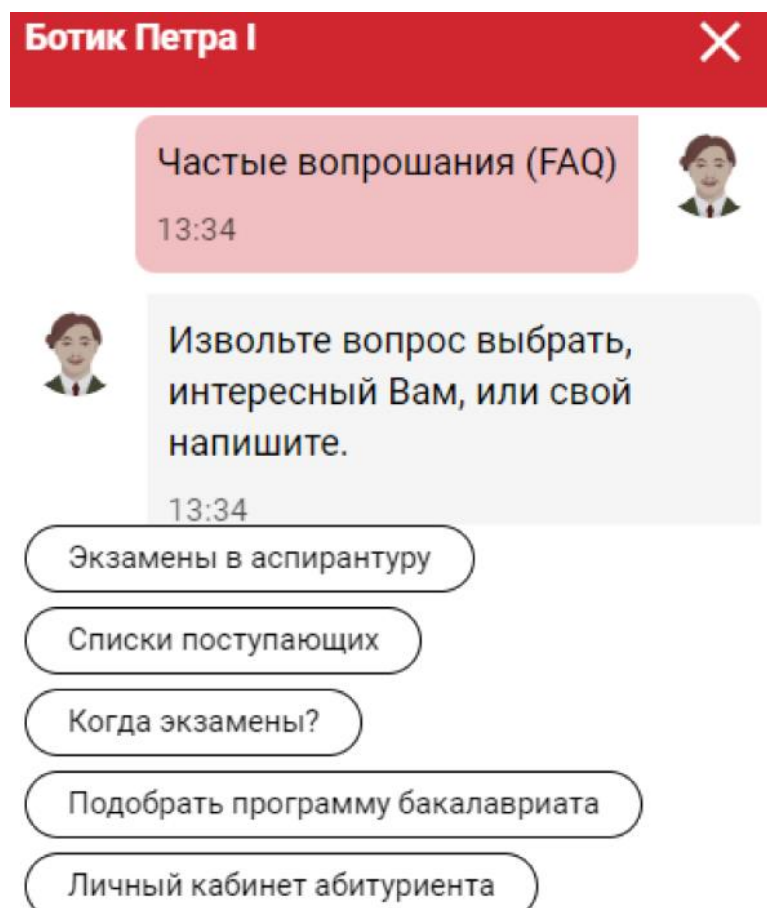 Ботик Петра I
Частые вопрошания (FAQ)
13:34
Извольте вопрос выбрать,
интересный Вам, или свой
напишите.
13:34
Экзамены в аспирантуру
Списки поступающих
Когда экзамены?
Подобрать программу бакалавриата
Личный кабинет абитуриента